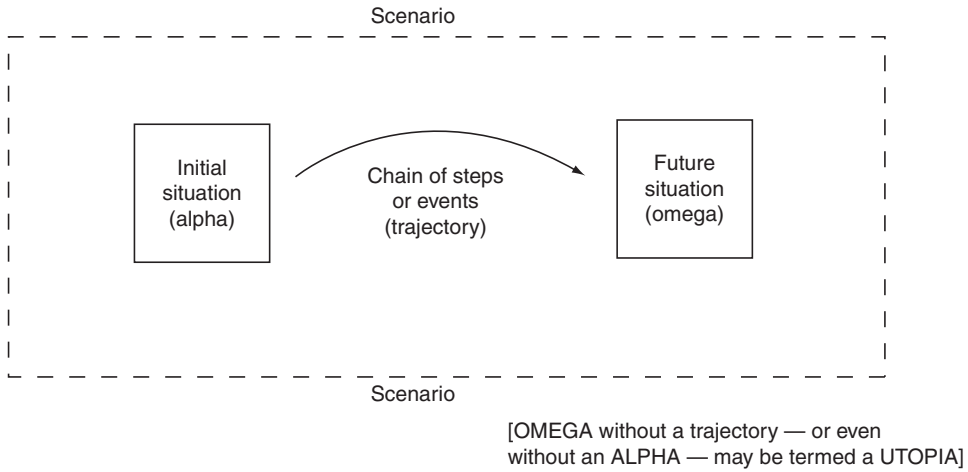 Scenario
Initial
situation
(alpha)
Chain of steps
or events
(trajectory)
Future
situation
(omega)
Scenario
[OMEGA without a trajectory — or even
without an ALPHA — may be termed a UTOPIA]